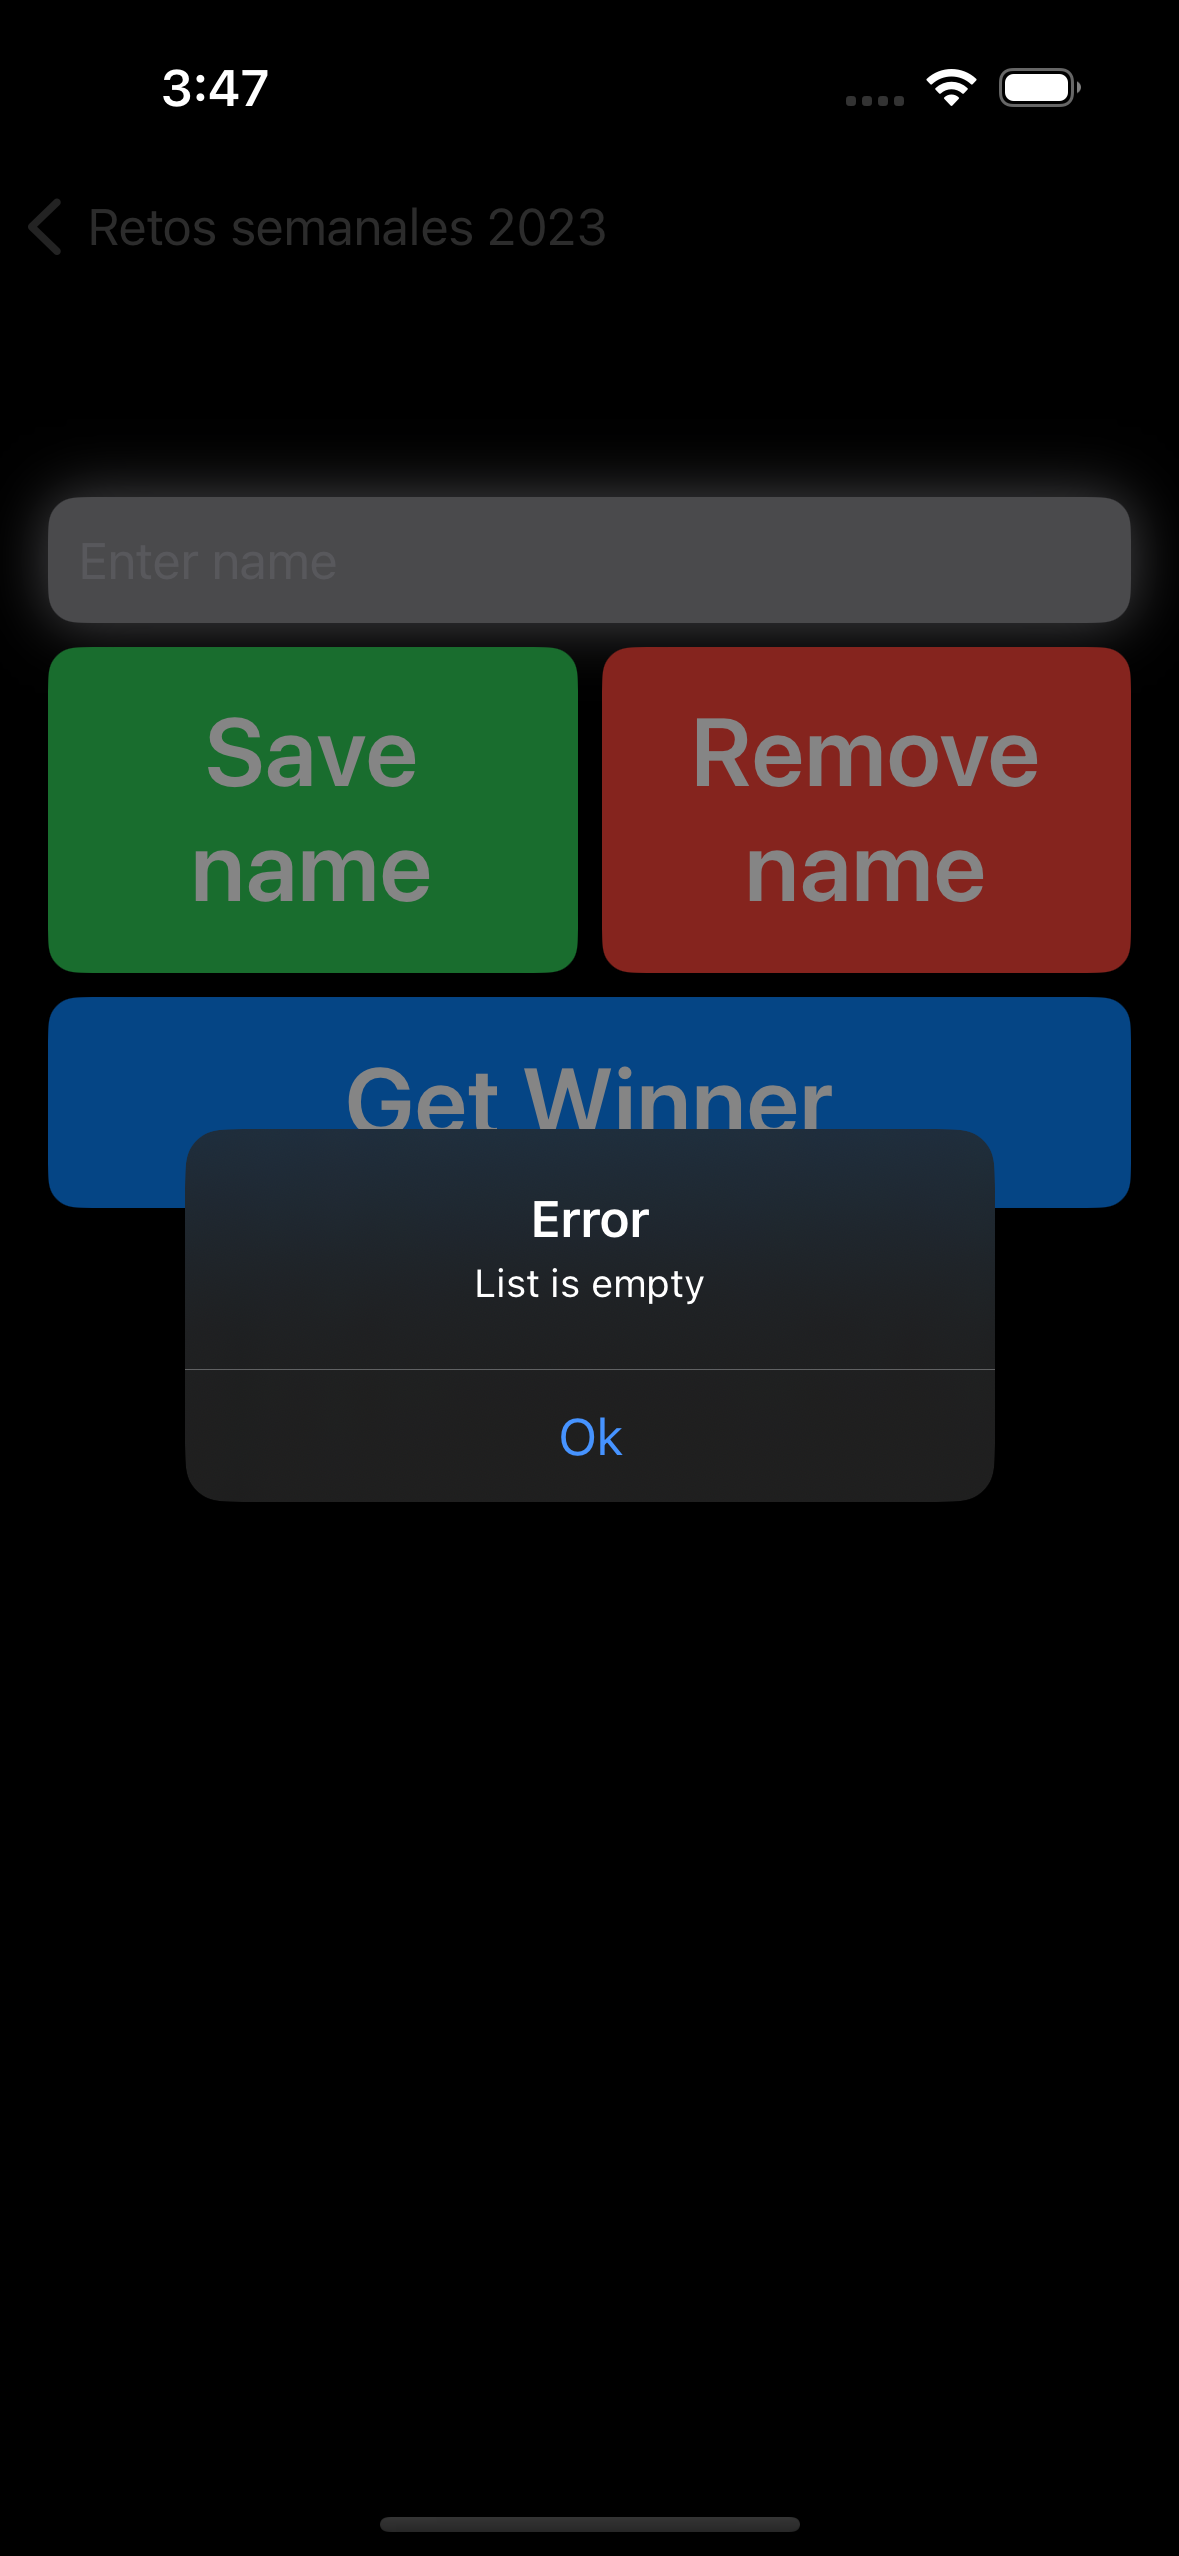 3:47
Retos semanales 2023
Enter name
Save
name
Remove
name
Get Winner
Error
List is empty
Ok